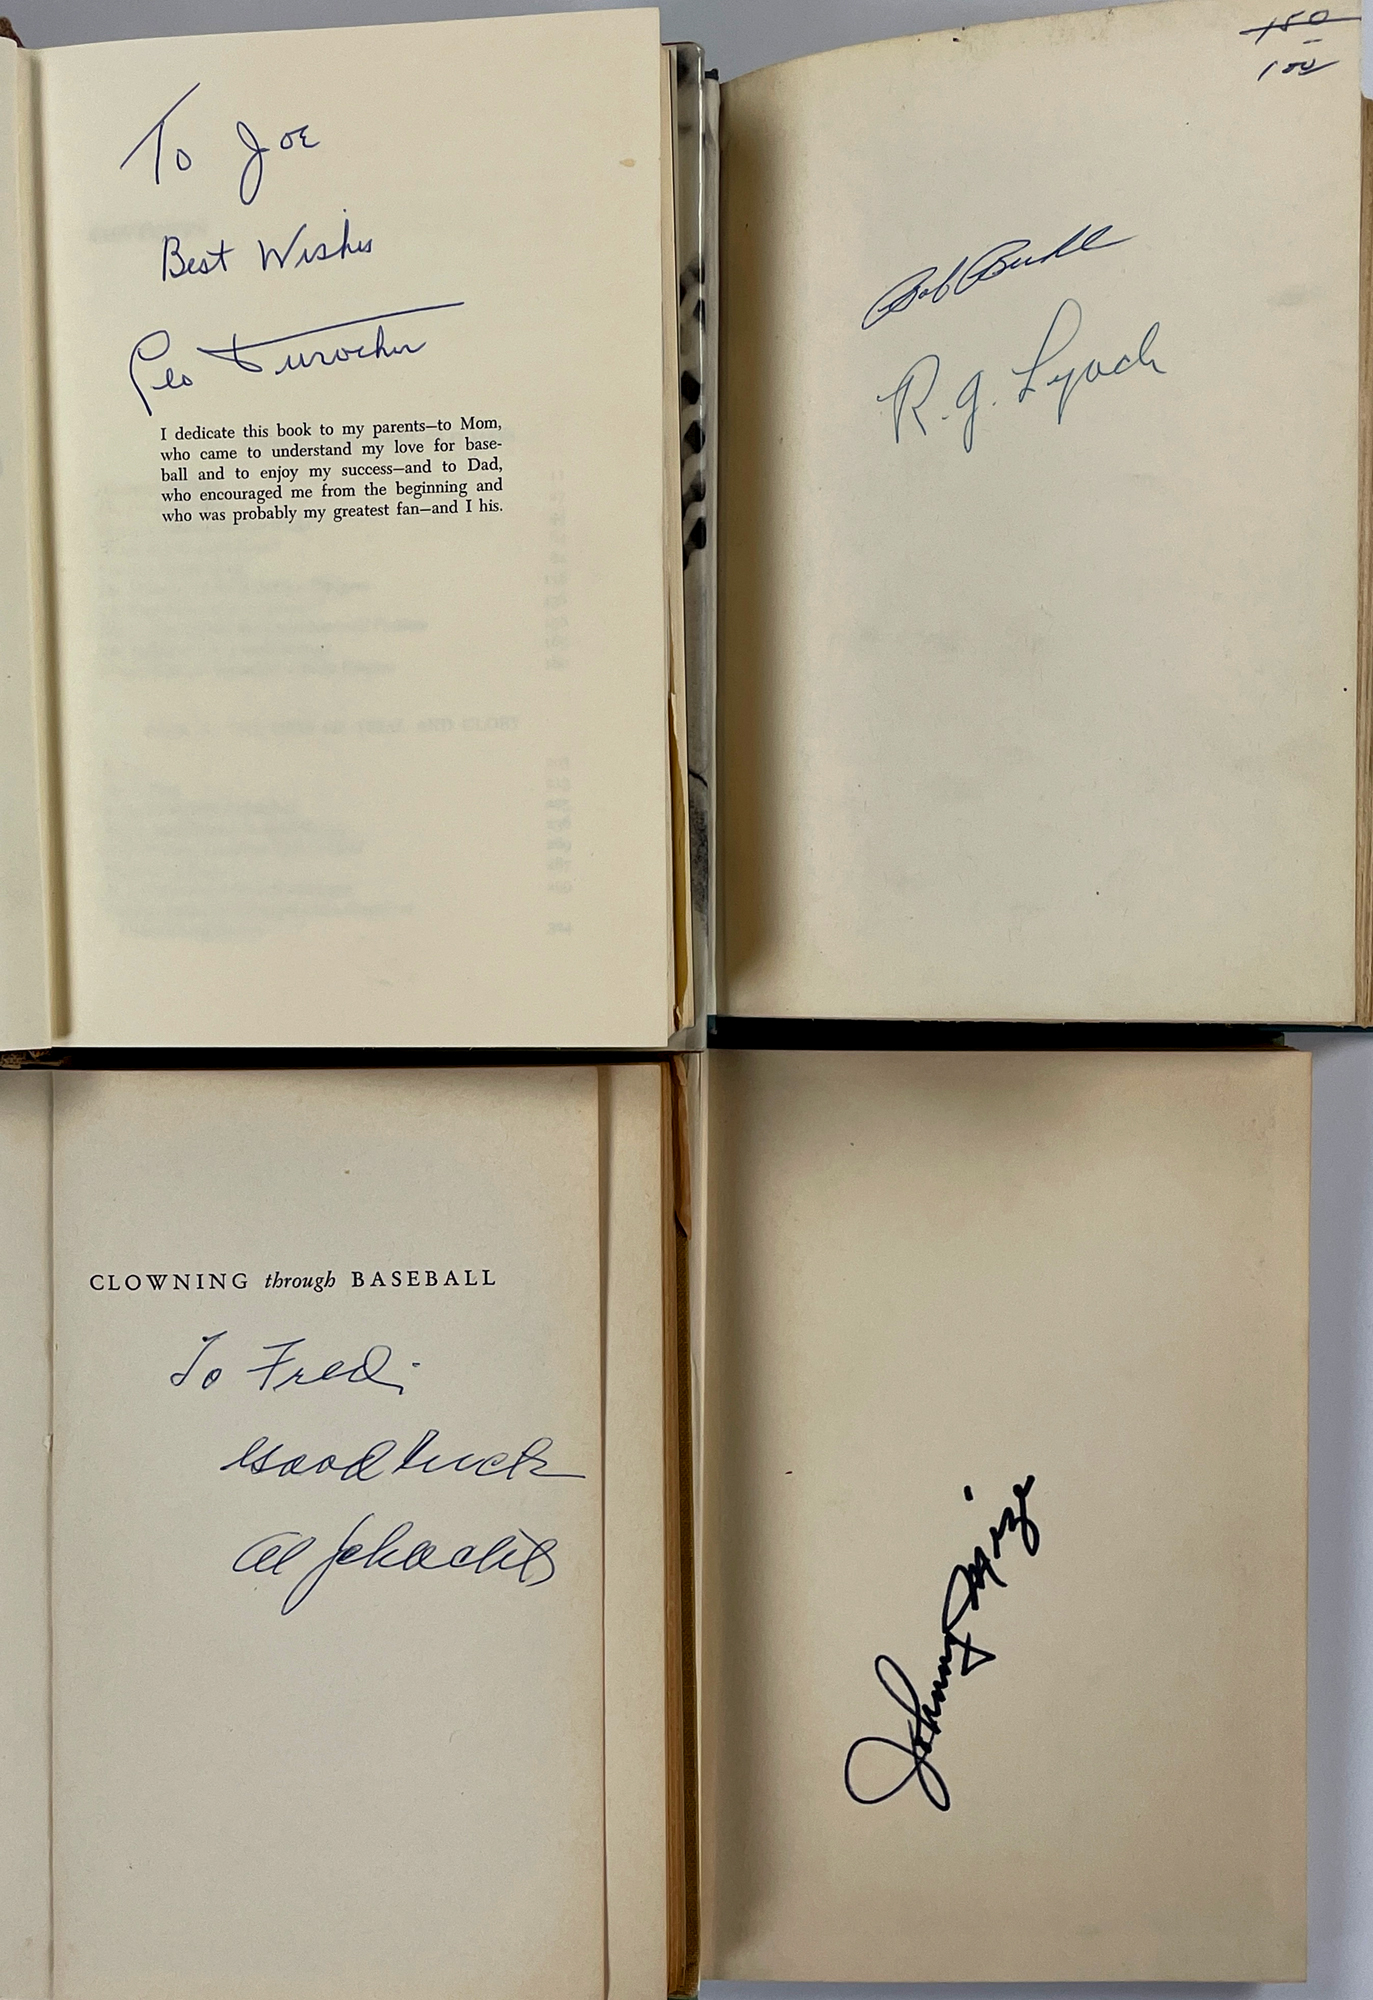 To Joe
Best Wishes
Leo Durocher
I dedicate this book to my parents—to Mom,
who came to understand my love for base-
ball and to enjoy my success—and to Dad,
who encouraged me from the beginning and
who was probably my greatest fan—and I his.
150
100
Bob Buhl
R. G. Lynch
CLOWNING through BASEBALL
To Fred:
Good Luck
Al Schacht
Johnny Mize